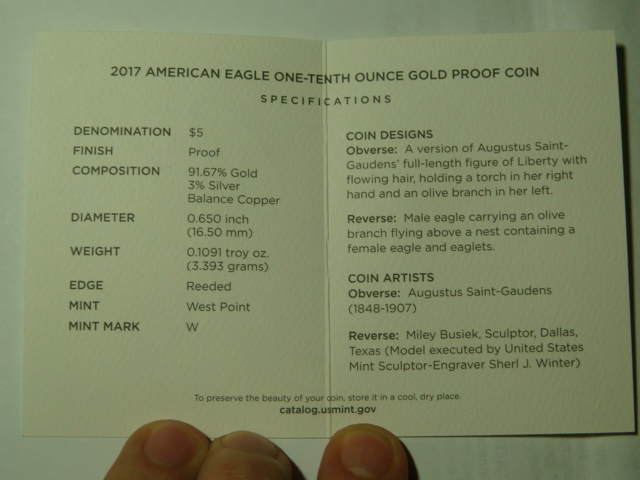 2017 AMERICAN EAGLE ONE-TENTH OUNCE GOLD PROOF COIN
SPECIFICATIONS
DENOMINATION $5
FINISH Proof
COMPOSITION 91.67% Gold
3% Silver
Balance Copper
DIAMETER 0.650 inch
(16.50 mm)
WEIGHT 0.1091 troy oz.
(3.393 grams)
EDGE Reeded
MINT West Point
MINT MARK W
COIN DESIGNS
Obverse: A version of Augustus Saint-
Gaudens' full-length figure of Liberty with
flowing hair, holding a torch in her right
hand and an olive branch in her left.
Reverse: Male eagle carrying an olive
branch flying above a nest containing a
female eagle and eaglets.
COIN ARTISTS
Obverse: Augustus Saint-Gaudens
(1848-1907)
Reverse: Miley Busiek, Sculptor, Dallas,
Texas (Model executed by United States
Mint Sculptor-Engraver Sherl J. Winter)
To preserve the beauty of your coin, store it in a cool, dry place.
catalog.usmint.gov